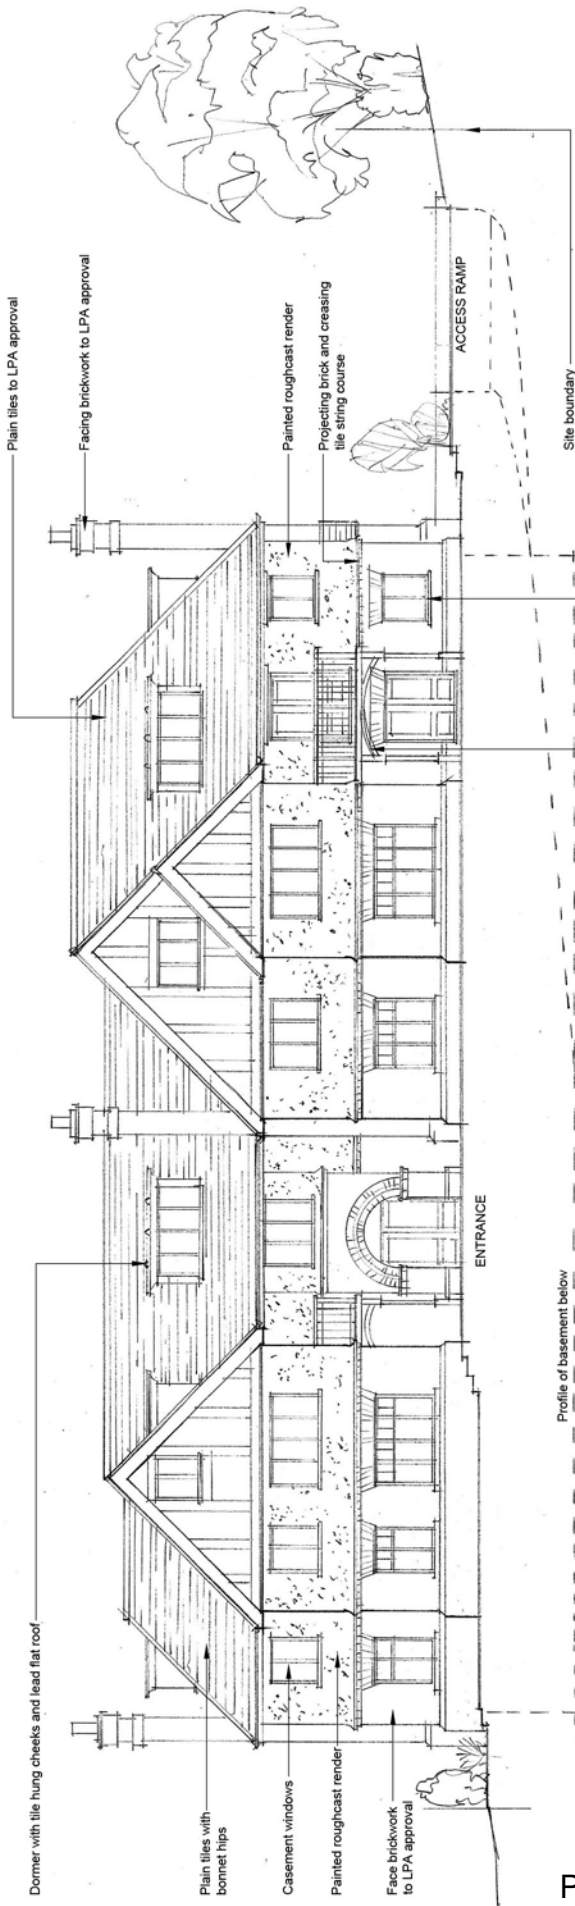 Dormer with tile hung cheeks and lead flat roof
Plain tiles to LPA approval
Facing brickwork to LPA approval
Plain tiles with
bonnet hips
Casement windows
Painted roughcast render
Painted roughcast render
Projecting brick and creasing
tile string course
Face brickwork
to LPA approval
ENTRANCE
ACCESS RAMP
Profile of basement below
Site boundary
P